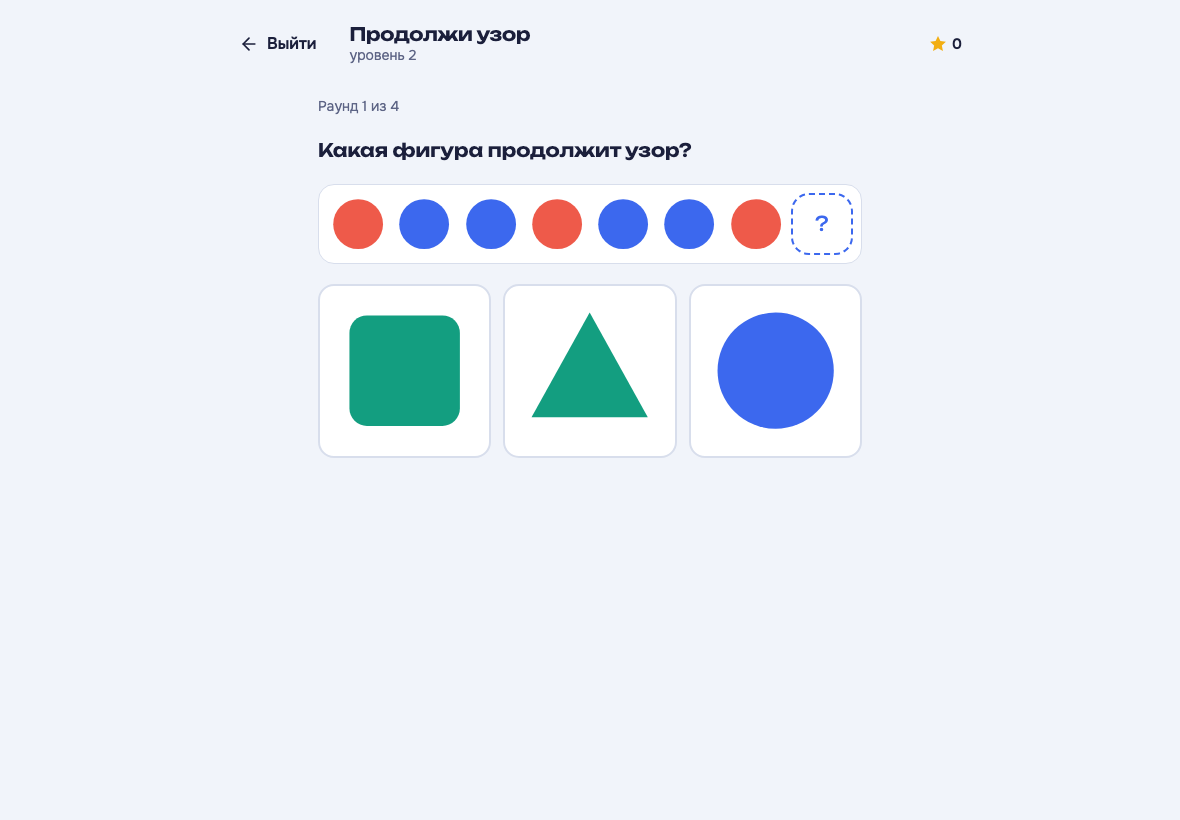 Выйти
Продолжи узор
уровень 2
0
Раунд 1 из 4
Какая фигура продолжит узор?
?